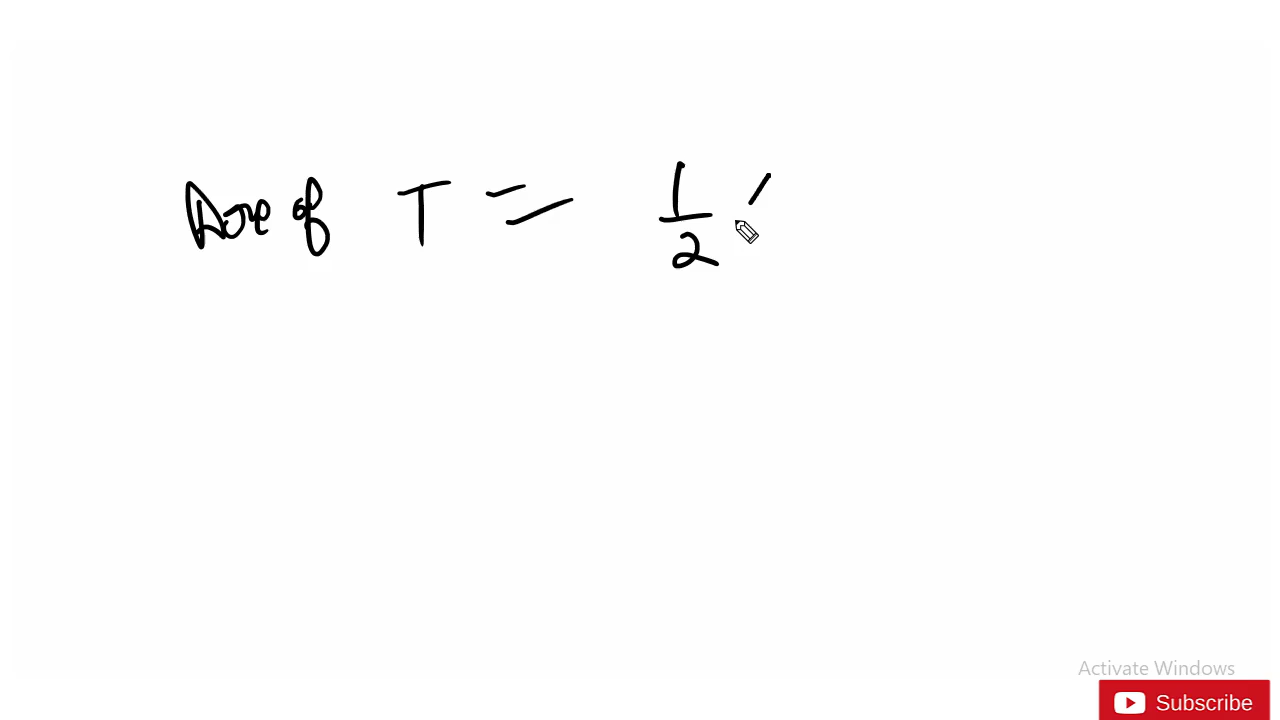 Are of T = 1/2
Activate Windows
Subscribe